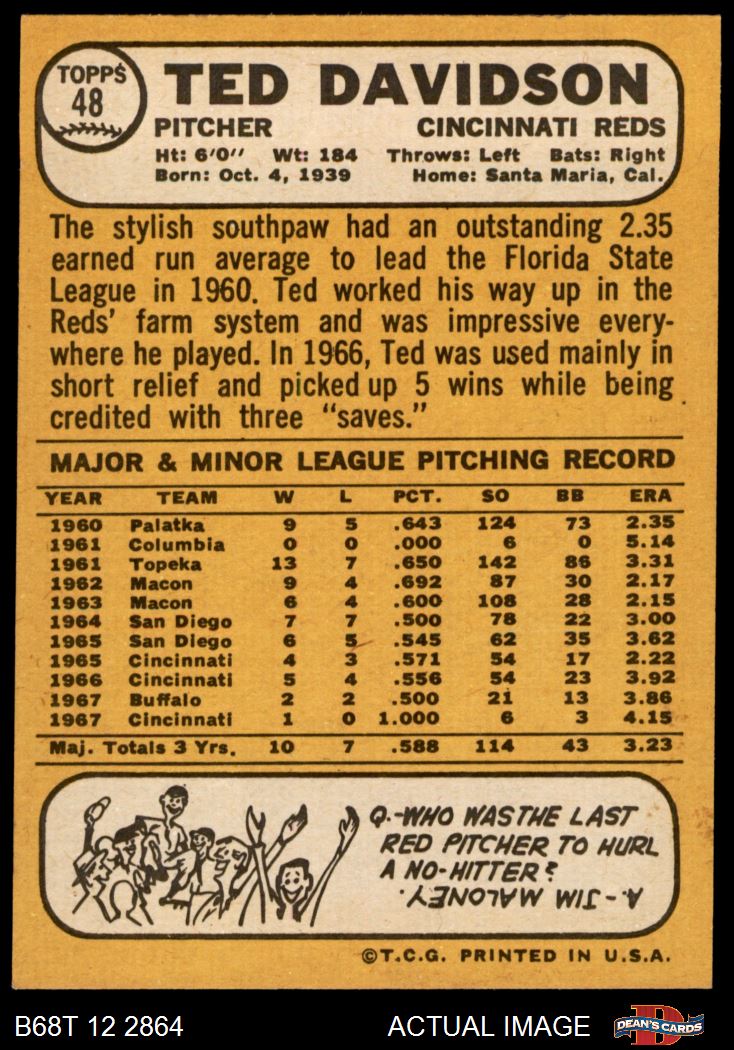 TOPPS
48
TED DAVIDSON
PITCHER CINCINNATI REDS
Ht: 6'0" Wt: 184 Throws: Left Bats: Right
Born: Oct. 4, 1939 Home: Santa Maria, Cal.
The stylish southpaw had an outstanding 2.35
earned run average to lead the Florida State
League in 1960. Ted worked his way up in the
Reds' farm system and was impressive every-
where he played. In 1966, Ted was used mainly in
short relief and picked up 5 wins while being
credited with three "saves."
MAJOR & MINOR LEAGUE PITCHING RECORD
YEAR TEAM W L PCT. SO BB ERA
1960 Palatka 9 5 .643 124 73 2.35
1961 Columbia 0 0 .000 6 0 5.14
1961 Topeka 13 7 .650 142 86 3.31
1962 Macon 9 4 .692 87 30 2.17
1963 Macon 6 4 .600 108 28 2.15
1964 San Diego 7 7 .500 78 22 3.00
1965 San Diego 6 5 .545 62 35 3.62
1965 Cincinnati 4 3 .571 54 17 2.22
1966 Cincinnati 5 4 .556 54 23 3.92
1967 Buffalo 2 2 .500 21 13 3.86
1967 Cincinnati 1 0 1.000 6 3 4.15
Maj. Totals 3 Yrs. 10 7 .588 114 43 3.23
Q.-WHO WAS THE LAST
RED PITCHER TO HURL
A NO-HITTER?
A.-JIM MALONEY.
©T.C.G. PRINTED IN U.S.A.
B68T 12 2864 ACTUAL IMAGE
D
DEAN'S CARDS